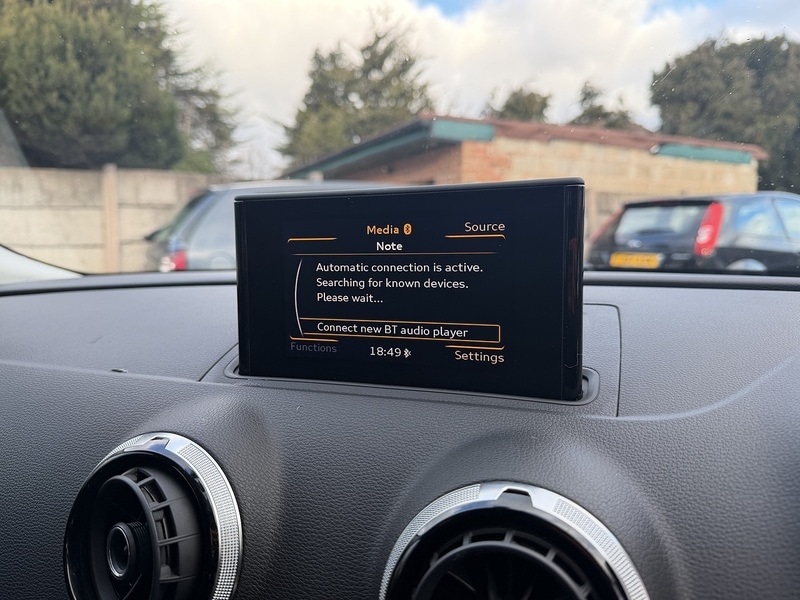 Media
Source
Note
Automatic connection is active.
Searching for known devices.
Please wait...
Connect new BT audio player
Functions
18:49
Settings